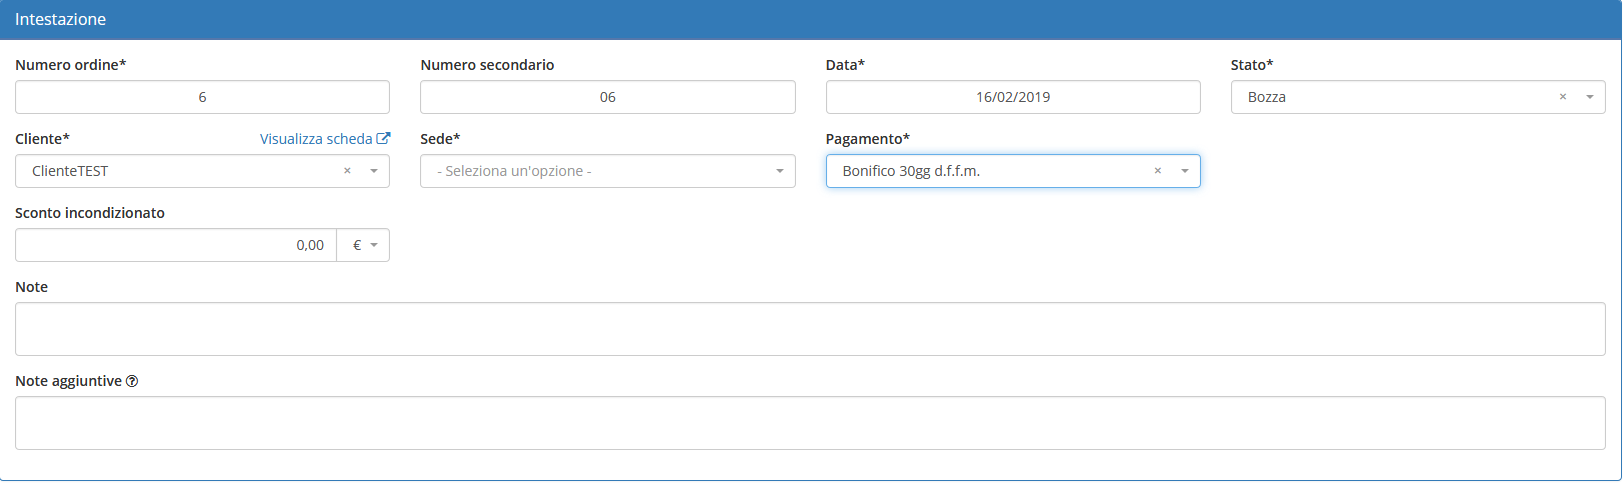 Intestazione
Numero ordine* Numero secondario Data* Stato*
6 06 16/02/2019 Bozza × 
Cliente* Visualizza scheda Sede* Pagamento*
ClienteTEST × - Seleziona un'opzione - Bonifico 30gg d.f.f.m. ×
Sconto incondizionato
0,00 €
Note
Note aggiuntive